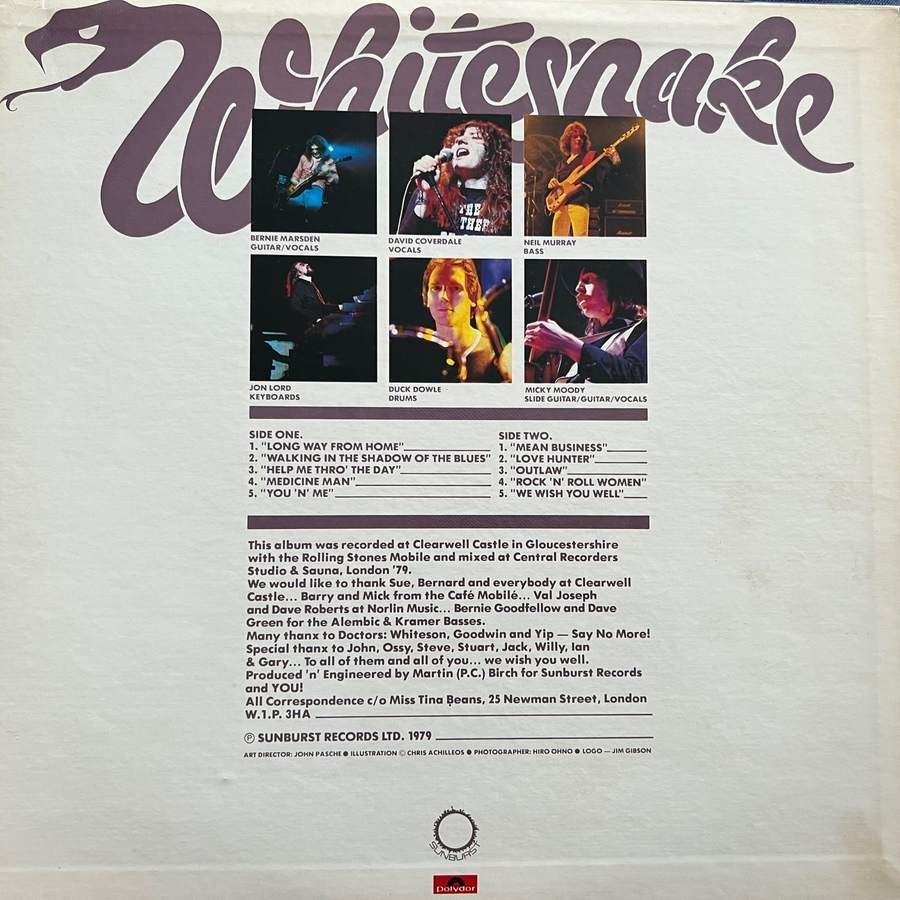 Whitesnake
THE
THER
BERNIE MARSDEN
GUITAR/VOCALS
DAVID COVERDALE
VOCALS
NEIL MURRAY
BASS
JON LORD
KEYBOARDS
DUCK DOWLE
DRUMS
MICKY MOODY
SLIDE GUITAR/GUITAR/VOCALS
SIDE ONE.
1. "LONG WAY FROM HOME"
2. "WALKING IN THE SHADOW OF THE BLUES"
3. "HELP ME THRO' THE DAY"
4. "MEDICINE MAN"
5. "YOU 'N' ME"
SIDE TWO.
1. "MEAN BUSINESS"
2. "LOVE HUNTER"
3. "OUTLAW"
4. "ROCK 'N' ROLL WOMEN"
5. "WE WISH YOU WELL"
This album was recorded at Clearwell Castle in Gloucestershire
with the Rolling Stones Mobile and mixed at Central Recorders
Studio & Sauna, London '79.
We would like to thank Sue, Bernard and everybody at Clearwell
Castle... Barry and Mick from the Café Mobilé... Val Joseph
and Dave Roberts at Norlin Music... Bernie Goodfellow and Dave
Green for the Alembic & Kramer Basses.
Many thanx to Doctors: Whiteson, Goodwin and Yip — Say No More!
Special thanx to John, Ossy, Steve, Stuart, Jack, Willy, Ian
& Gary... To all of them and all of you... we wish you well.
Produced 'n' Engineered by Martin (P.C.) Birch for Sunburst Records
and YOU!
All Correspondence c/o Miss Tina Beans, 25 Newman Street, London
W.1.P. 3HA
℗ SUNBURST RECORDS LTD. 1979
ART DIRECTOR: JOHN PASCHE ● ILLUSTRATION © CHRIS ACHILLEOS ● PHOTOGRAPHER: HIRO OHNO ● LOGO — JIM GIBSON
SUNBURST
Polydor